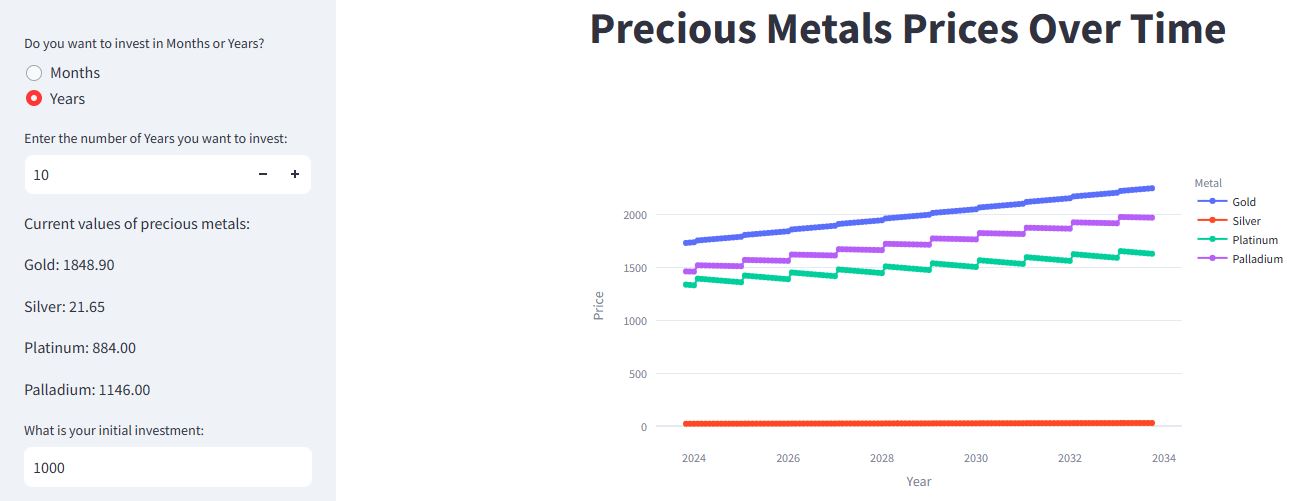 Do you want to invest in Months or Years?
Months
Years
Enter the number of Years you want to invest:
10
− +
Current values of precious metals:
Gold: 1848.90
Silver: 21.65
Platinum: 884.00
Palladium: 1146.00
What is your initial investment:
1000
Precious Metals Prices Over Time
Metal
Gold
Silver
Platinum
Palladium
Price
2000
1500
1000
500
0
2024 2026 2028 2030 2032 2034
Year